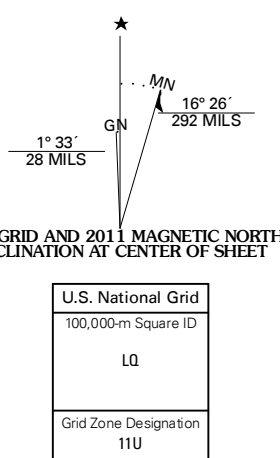 MN
GN
16° 26´
292 MILS
1° 33´
28 MILS
GRID AND 2011 MAGNETIC NORTH
CLINATION AT CENTER OF SHEET
U.S. National Grid
100,000-m Square ID
LQ
Grid Zone Designation
11U